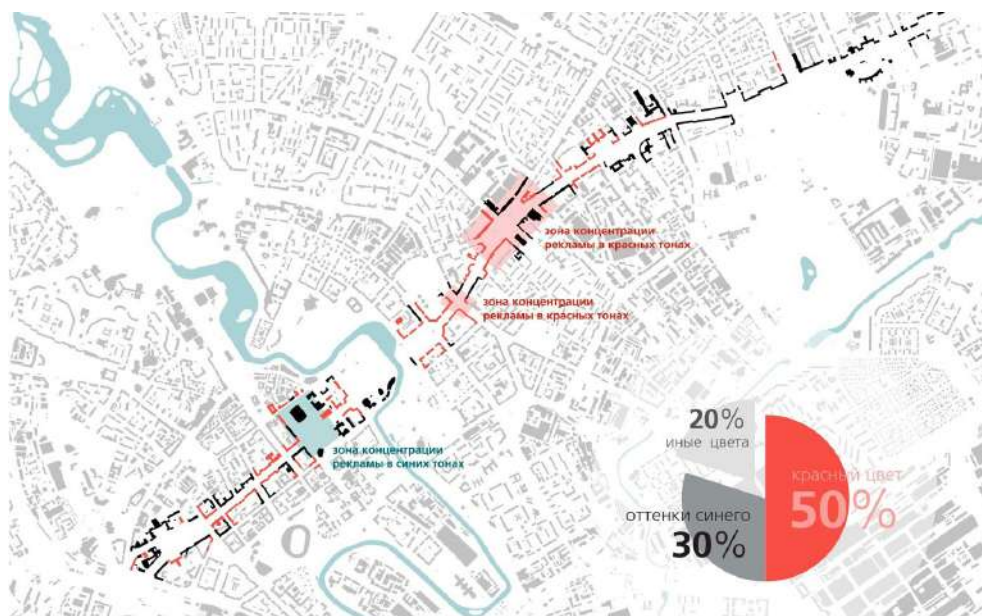 зона концентрации
рекламы в красных тонах
зона концентрации
рекламы в красных тонах
зона концентрации
рекламы в синих тонах
20%
иные цвета
красный цвет
50%
оттенки синего
30%